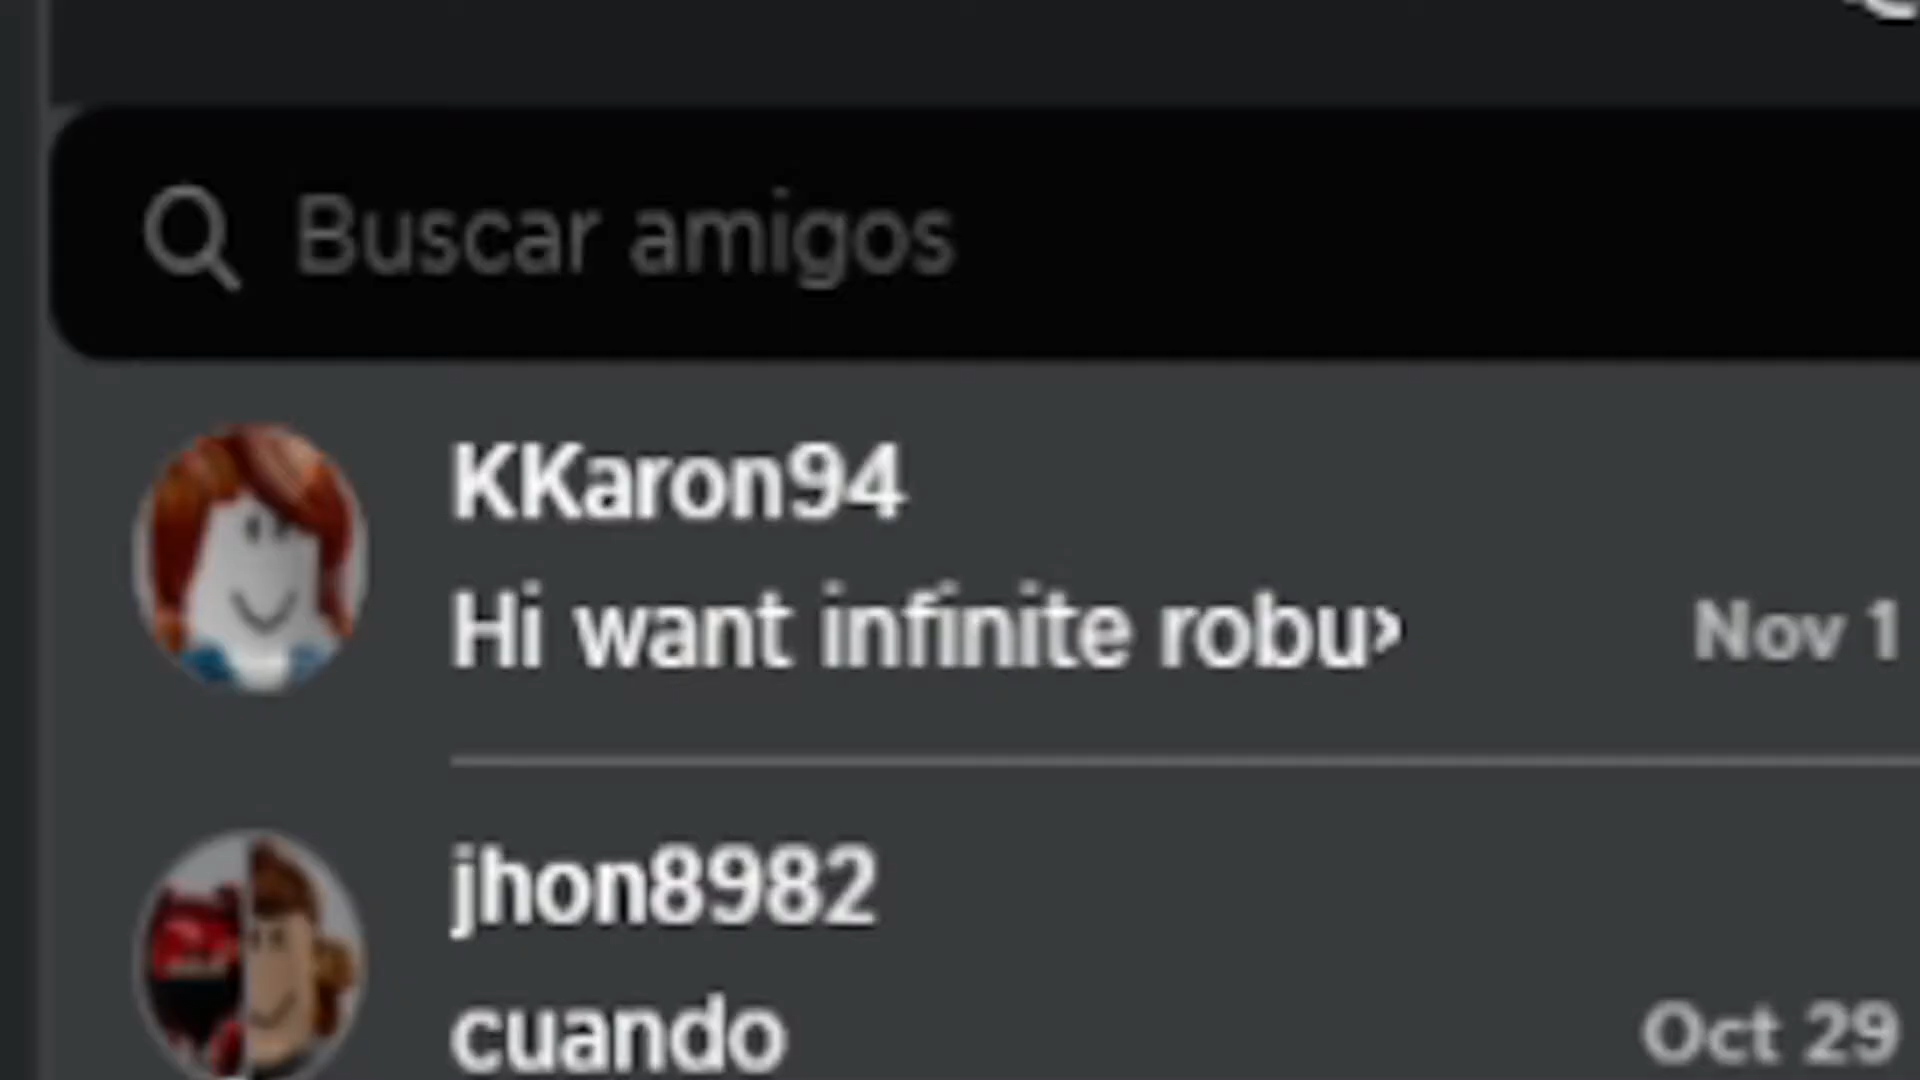 Buscar amigos
KKaron94
Hi want infinite robu›
Nov 1
jhon8982
cuando
Oct 29